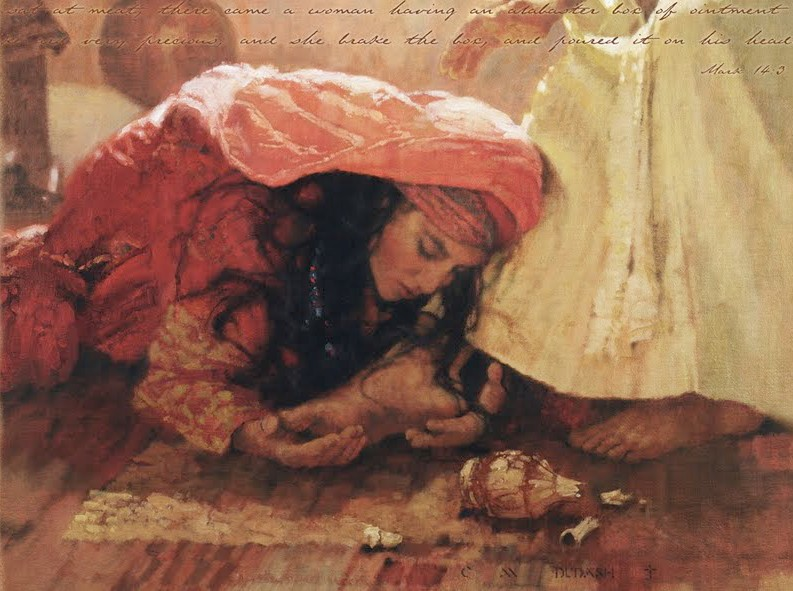 sat at meat, there came a woman having an alabaster box of ointment
very precious, and she brake the box, and poured it on his head
Mark 14:3
C M DUDASH